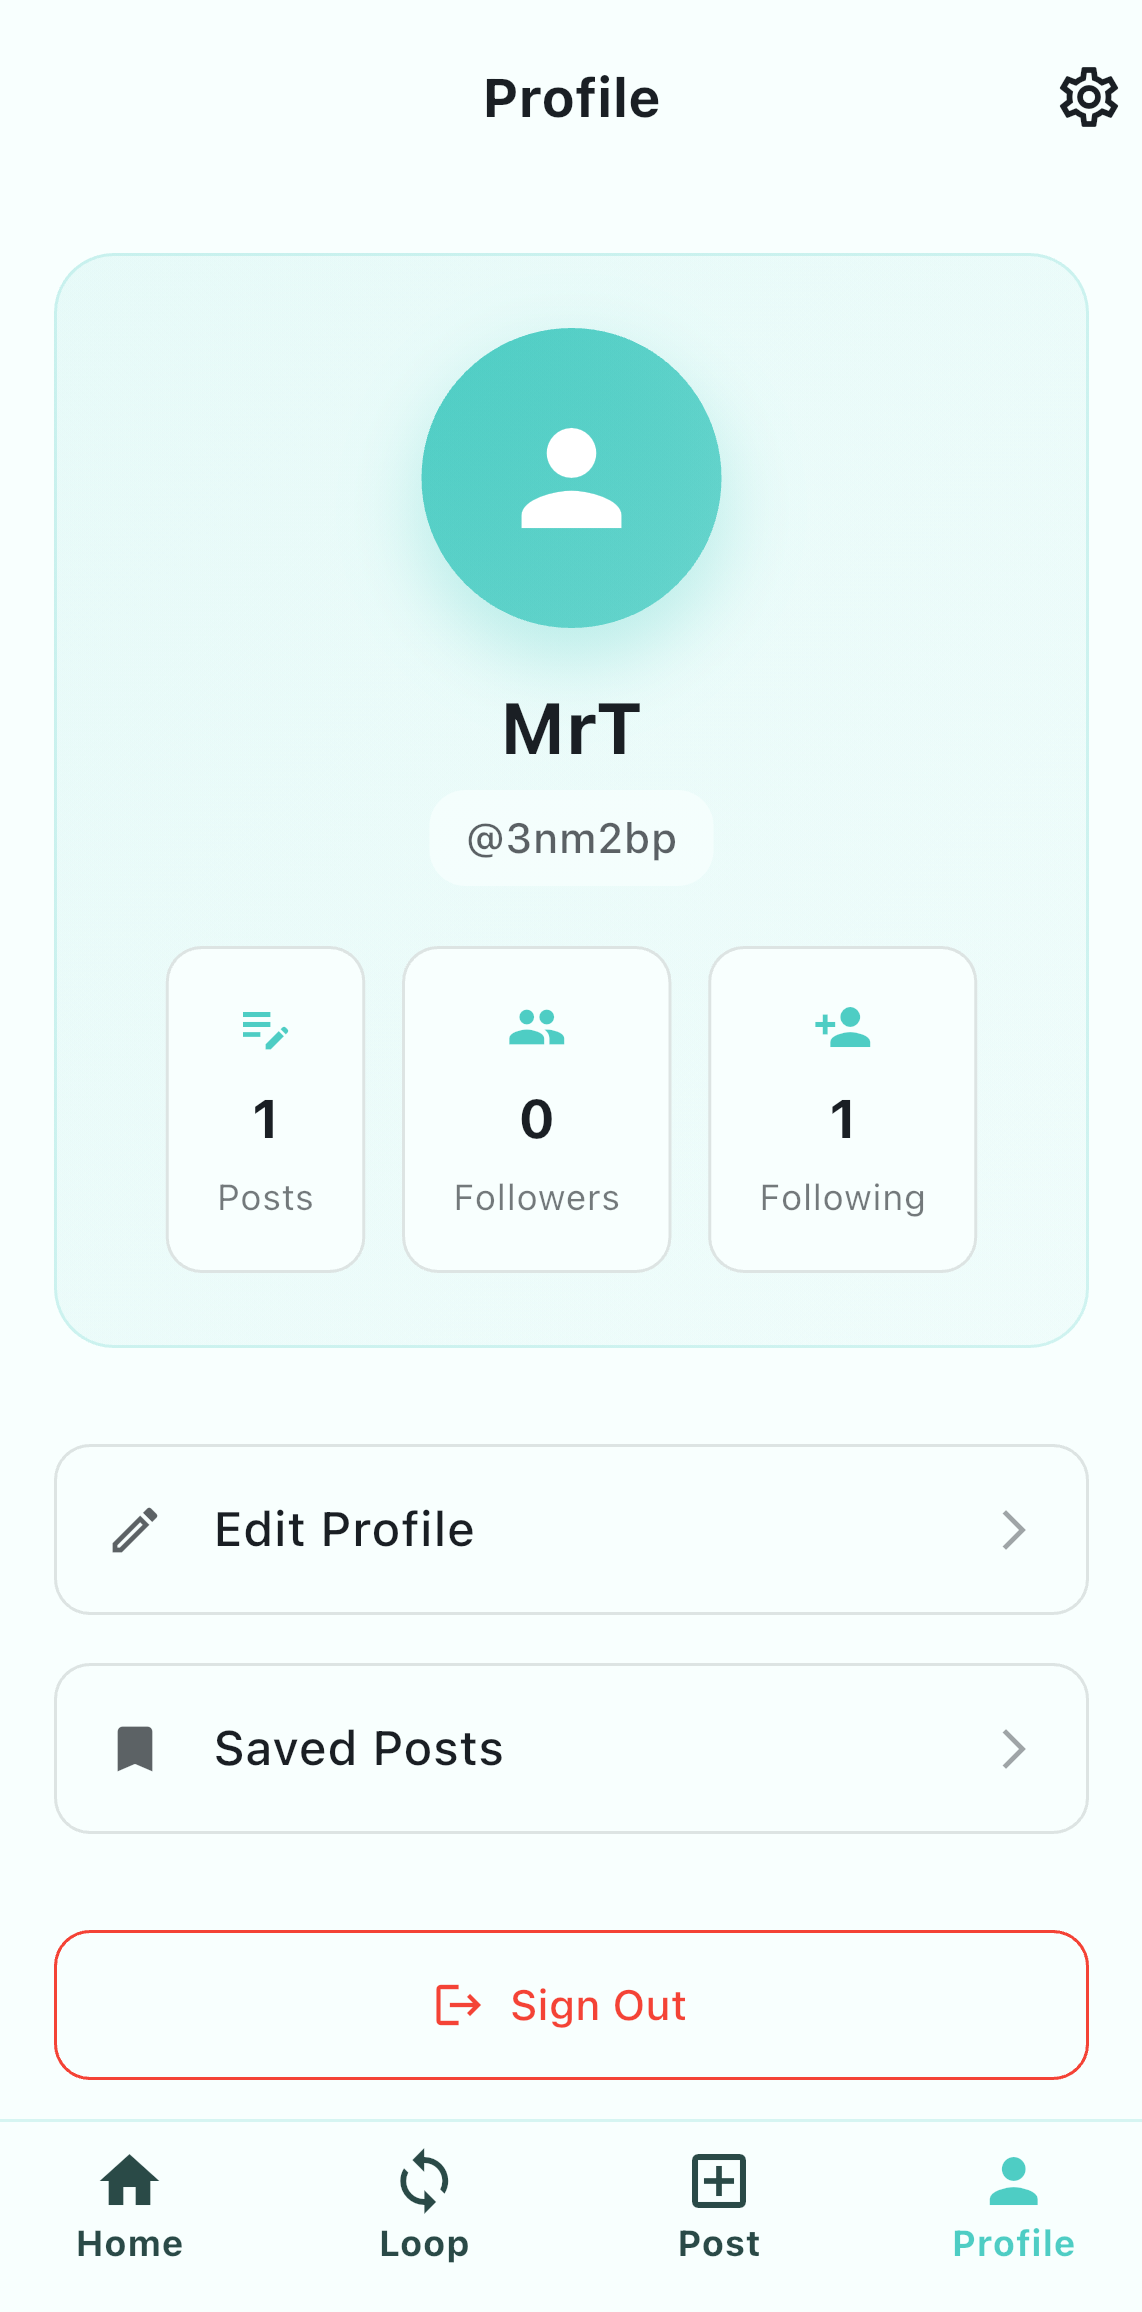 Profile
MrT
@3nm2bp
1
Posts
0
Followers
1
Following
Edit Profile
Saved Posts
Sign Out
Home
Loop
Post
Profile